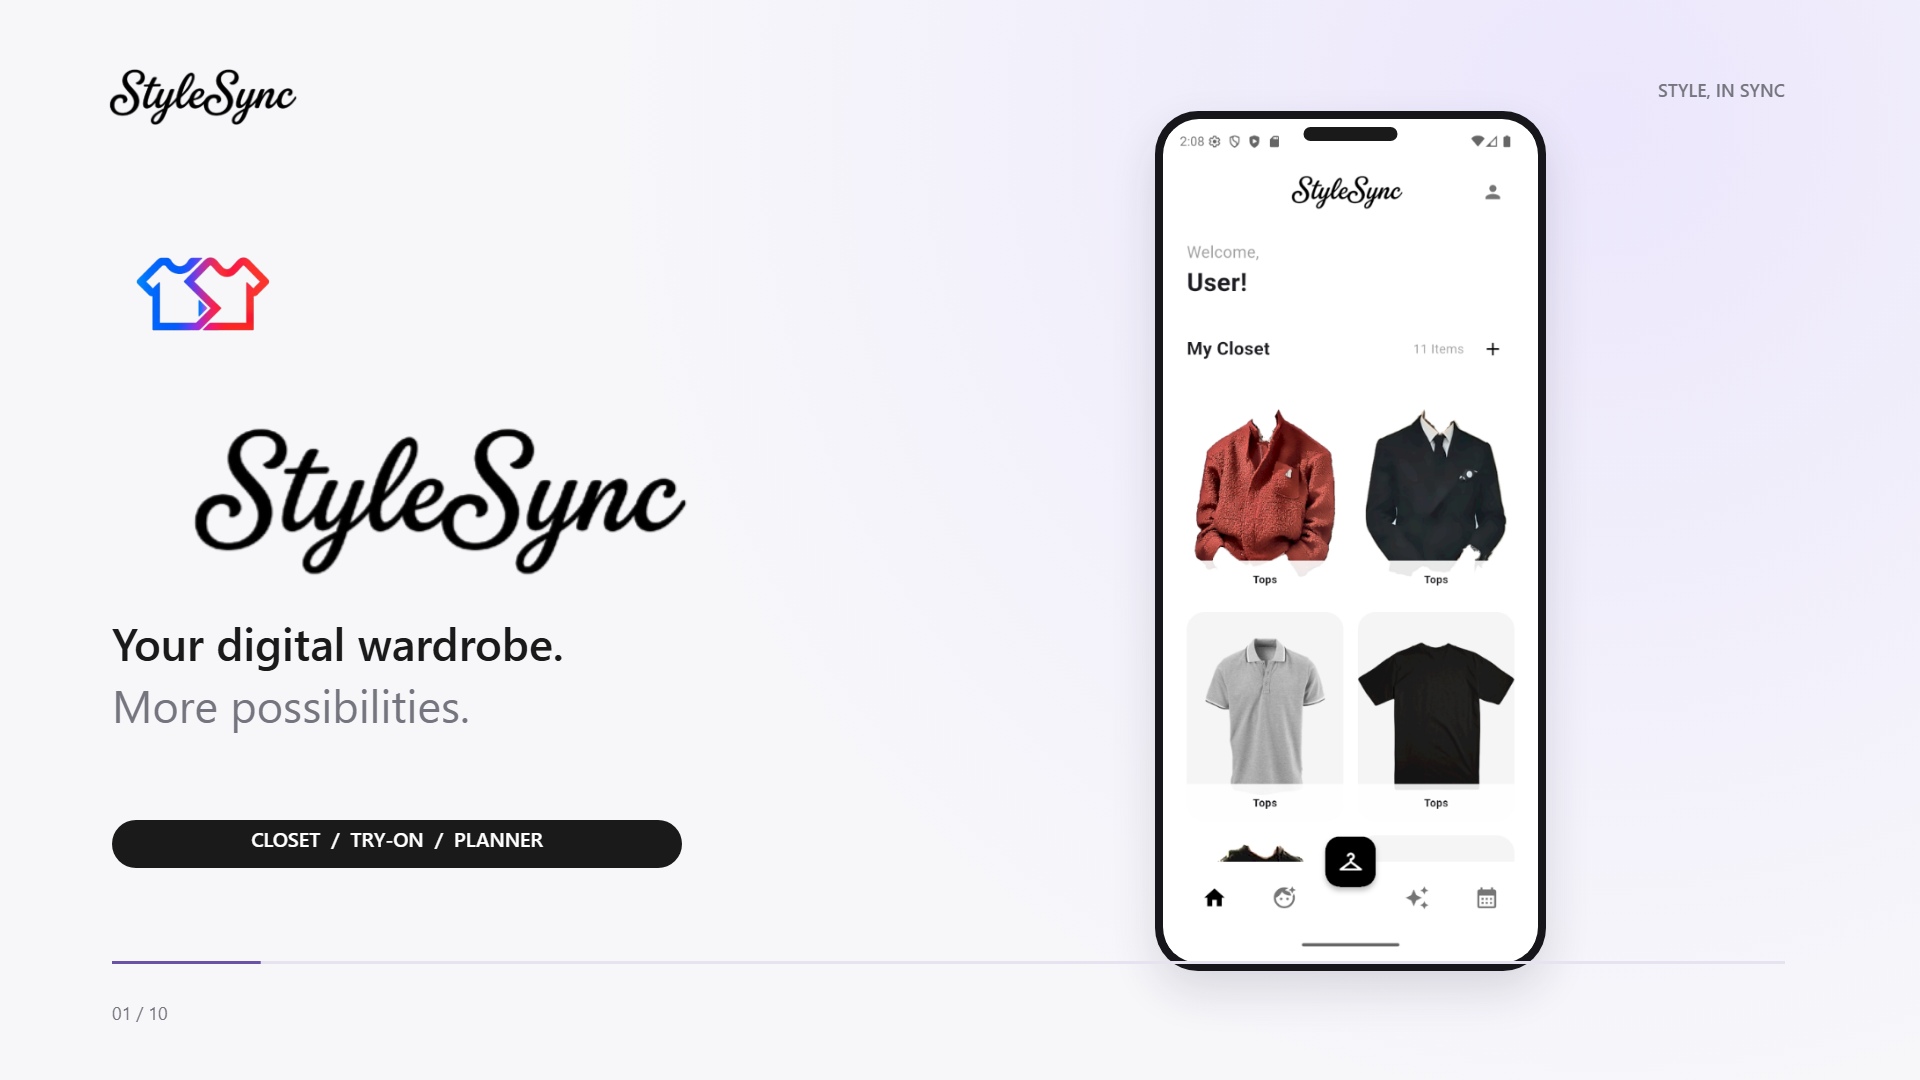 StyleSync
STYLE, IN SYNC
StyleSync
Your digital wardrobe.
More possibilities.
CLOSET / TRY-ON / PLANNER
01 / 10
2:08
StyleSync
Welcome,
User!
My Closet
11 Items
Tops
Tops
Tops
Tops